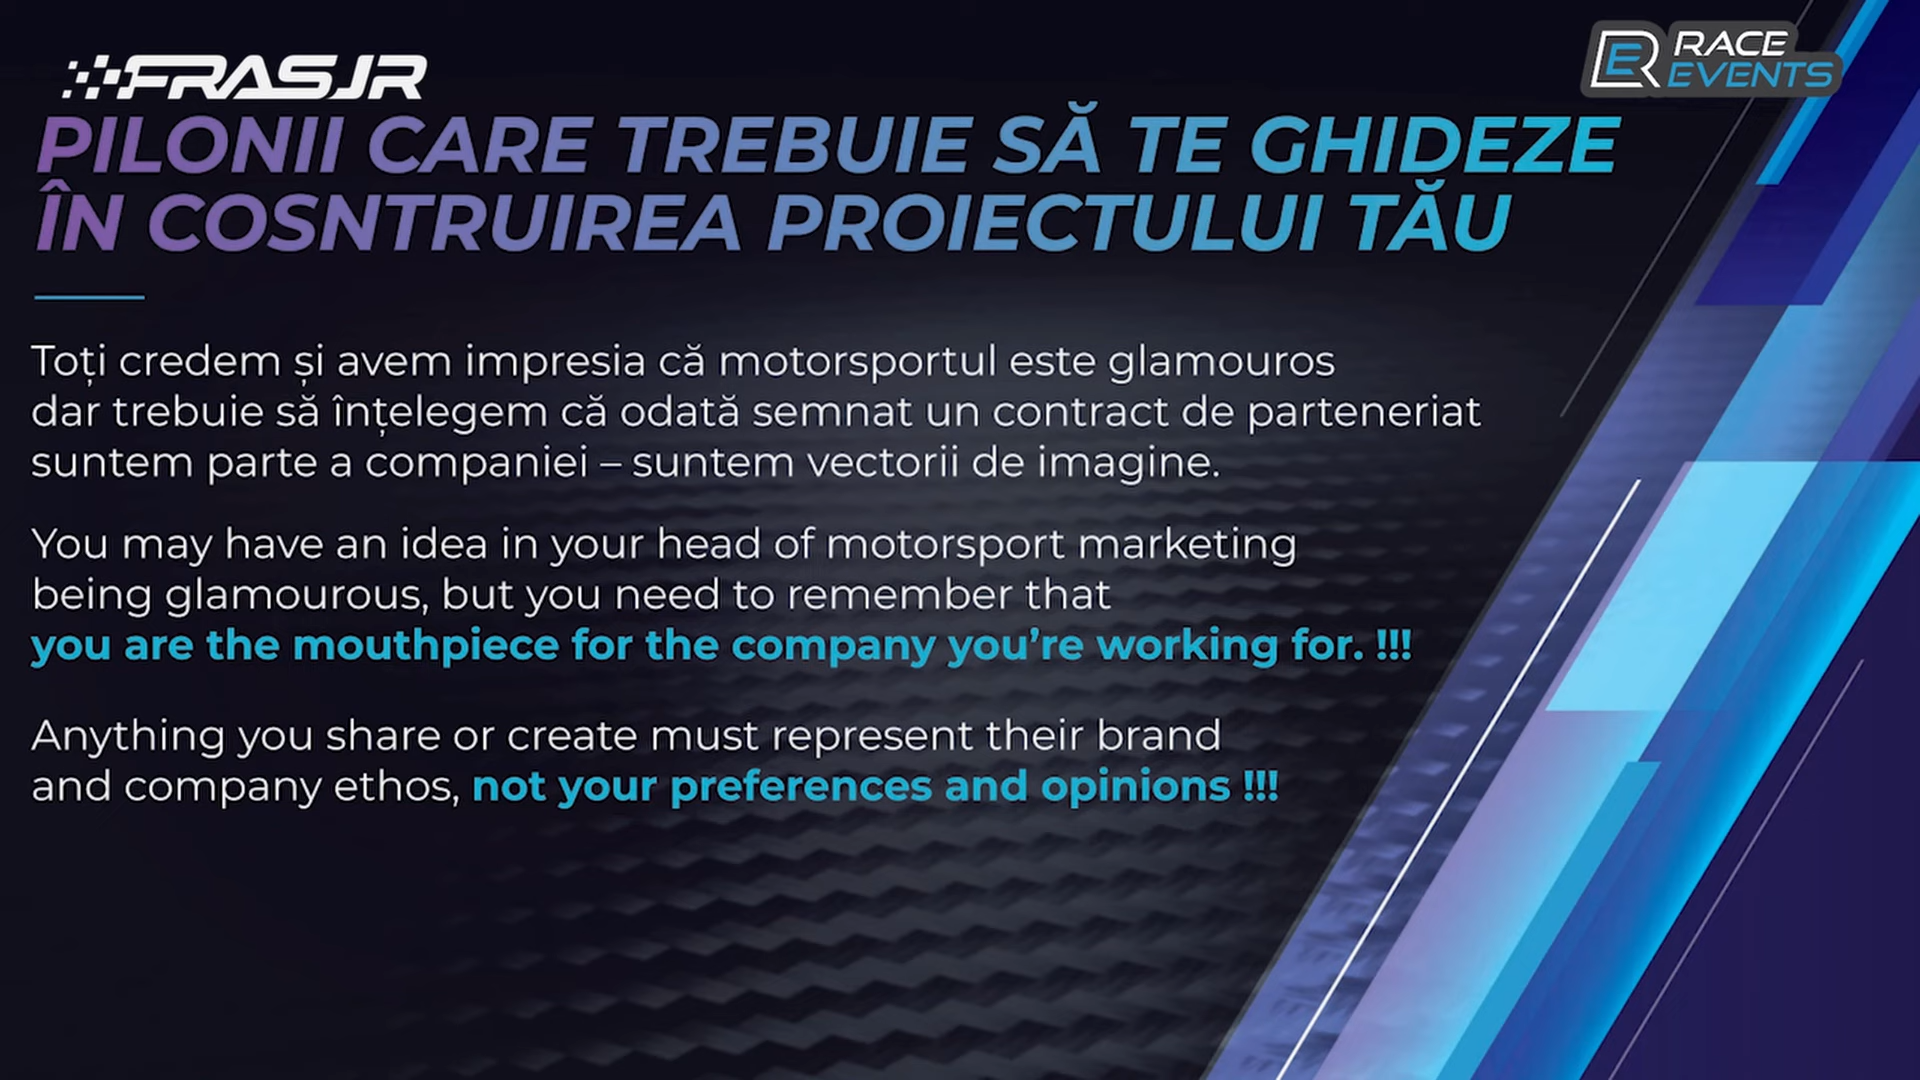 FRASJR
RACE
EVENTS
PILONII CARE TREBUIE SĂ TE GHIDEZE
ÎN COSNTRUIREA PROIECTULUI TĂU
Toți credem și avem impresia că motorsportul este glamouros
dar trebuie să înțelegem că odată semnat un contract de parteneriat
suntem parte a companiei – suntem vectorii de imagine.
You may have an idea in your head of motorsport marketing
being glamourous, but you need to remember that
you are the mouthpiece for the company you’re working for. !!!
Anything you share or create must represent their brand
and company ethos, not your preferences and opinions !!!